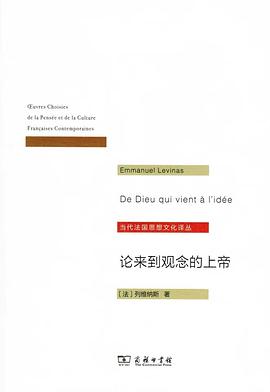 Œuvres Choisies
de la Pensée et de la Culture
Françaises Contemporaines
Emmanuel Levinas
De Dieu qui vient à l'idée
当代法国思想文化译丛
论来到观念的上帝
[法] 列维纳斯 著
商务印书馆
The Commercial Press